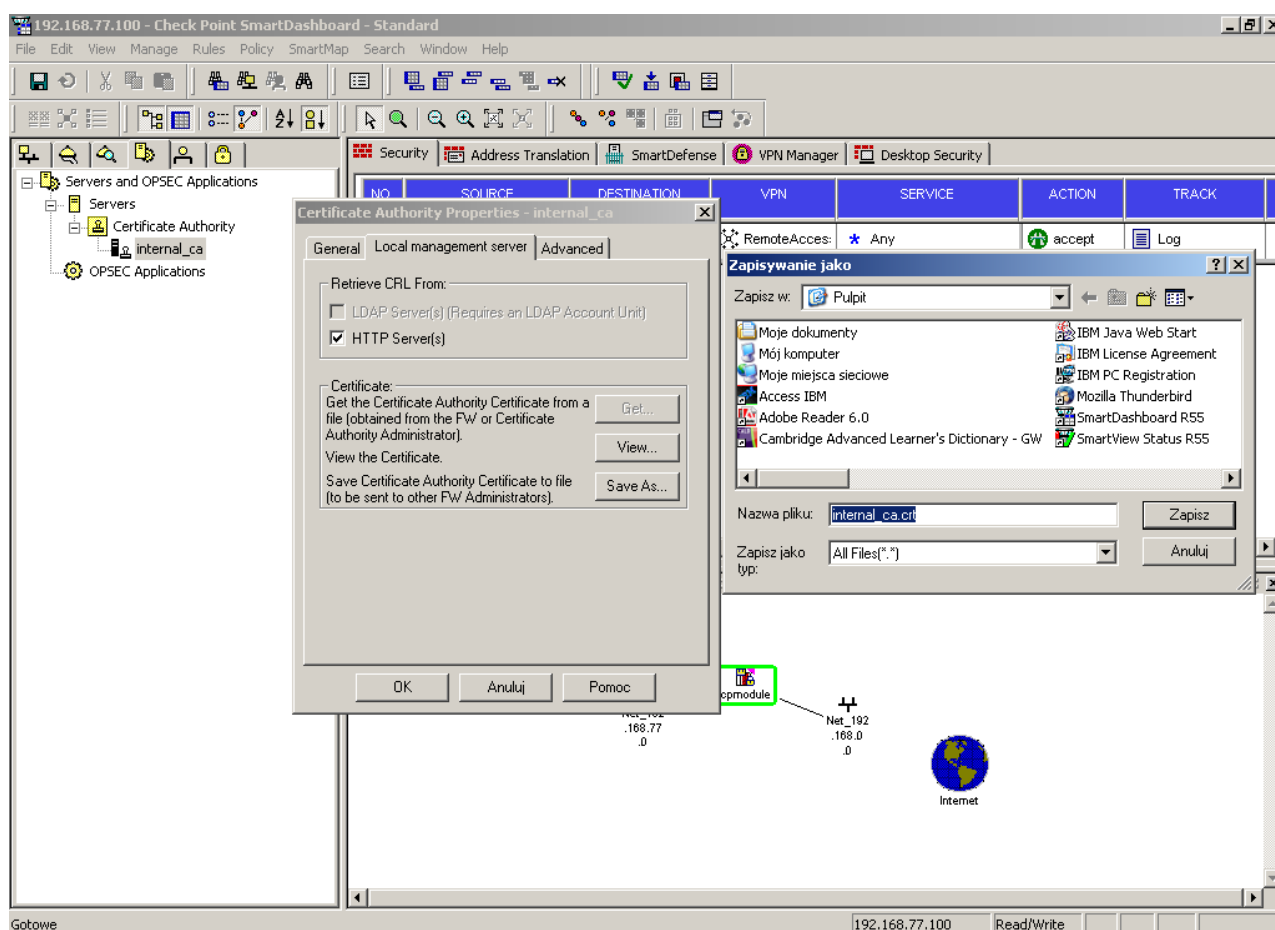 192.168.77.100 - Check Point SmartDashboard - Standard
File Edit View Manage Rules Policy SmartMap Search Window Help
Security Address Translation SmartDefense VPN Manager Desktop Security
Servers and OPSEC Applications
Servers
Certificate Authority
internal_ca
OPSEC Applications
NO. SOURCE DESTINATION VPN SERVICE ACTION TRACK
RemoteAcces: * Any accept Log
Certificate Authority Properties - internal_ca
General Local management server Advanced
Retrieve CRL From:
LDAP Server(s) (Requires an LDAP Account Unit)
HTTP Server(s)
Certificate:
Get the Certificate Authority Certificate from a
file (obtained from the FW or Certificate
Authority Administrator).
Get...
View the Certificate.
View...
Save Certificate Authority Certificate to file
(to be sent to other FW Administrators).
Save As...
OK Anuluj Pomoc
Zapisywanie jako
Zapisz w: Pulpit
Moje dokumenty
Mój komputer
Moje miejsca sieciowe
Access IBM
Adobe Reader 6.0
Cambridge Advanced Learner's Dictionary - GW
IBM Java Web Start
IBM License Agreement
IBM PC Registration
Mozilla Thunderbird
SmartDashboard R55
SmartView Status R55
Nazwa pliku: internal_ca.crt Zapisz
Zapisz jako
typ:
All Files(*.*) Anuluj
cpmodule
Net_192
.168.77
.0
Net_192
.168.0
.0
Internet
Gotowe 192.168.77.100 Read/Write